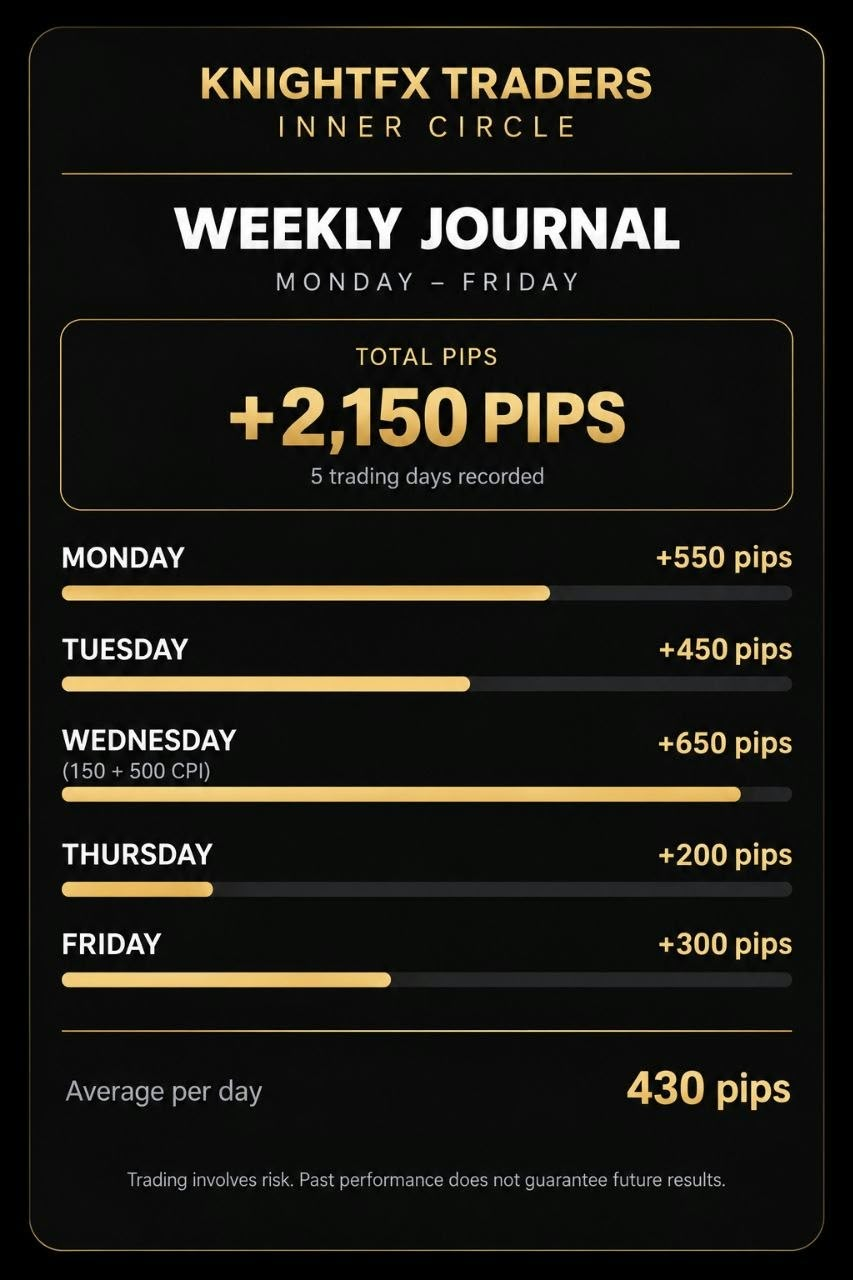 KNIGHTFX TRADERS
INNER CIRCLE
WEEKLY JOURNAL
MONDAY – FRIDAY
TOTAL PIPS
+2,150 PIPS
5 trading days recorded
MONDAY +550 pips
TUESDAY +450 pips
WEDNESDAY +650 pips
(150 + 500 CPI)
THURSDAY +200 pips
FRIDAY +300 pips
Average per day 430 pips
Trading involves risk. Past performance does not guarantee future results.